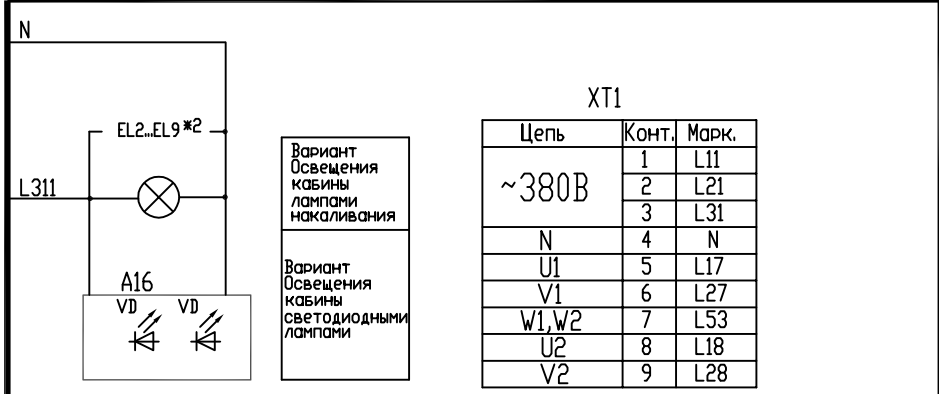 N
EL2...EL9*2
L311
A16
VD VD
Вариант
Освещения
кабины
лампами
накаливания
Вариант
Освещения
кабины
светодиодными
лампами
XT1
Цепь Конт. Марк.
~380В 1 L11
2 L21
3 L31
N 4 N
U1 5 L17
V1 6 L27
W1,W2 7 L53
U2 8 L18
V2 9 L28